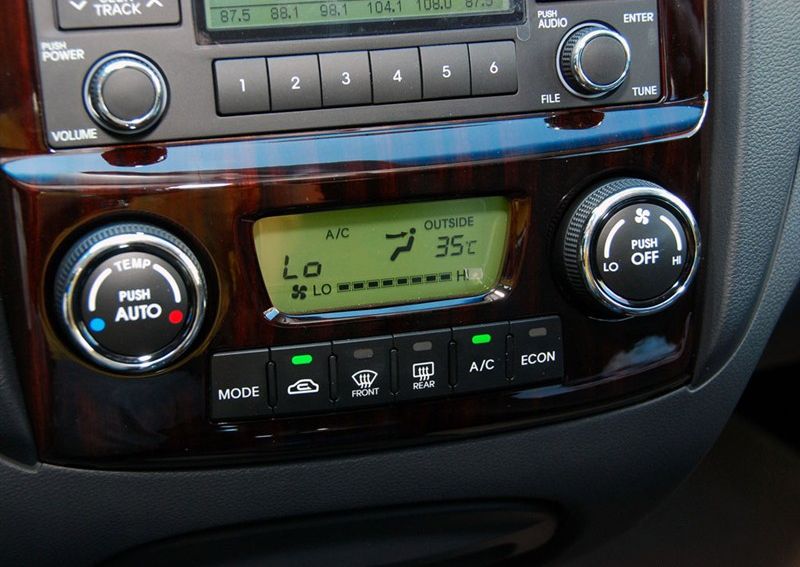 TRACK
87.5 88.1 98.1 104.1 108.0 87.5
PUSH
POWER
VOLUME
1 2 3 4 5 6
PUSH
AUDIO
ENTER
FILE
TUNE
TEMP
PUSH
AUTO
A/C
OUTSIDE
35℃
Lo
LO HI
PUSH
OFF
LO HI
MODE
FRONT
REAR
A/C
ECON